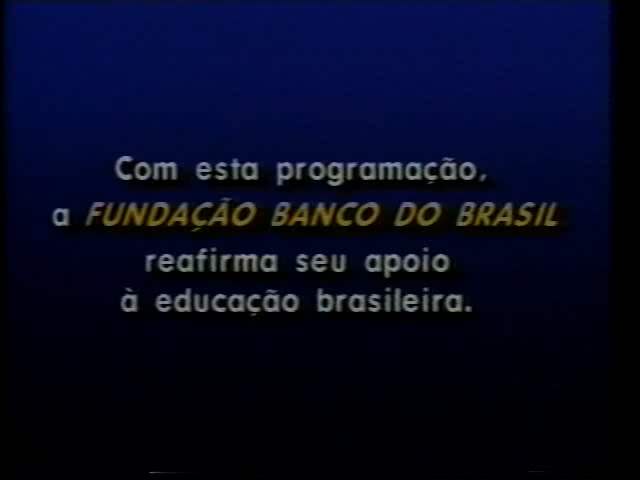 Com esta programação,
a FUNDAÇÃO BANCO DO BRASIL
reafirma seu apoio
à educação brasileira.